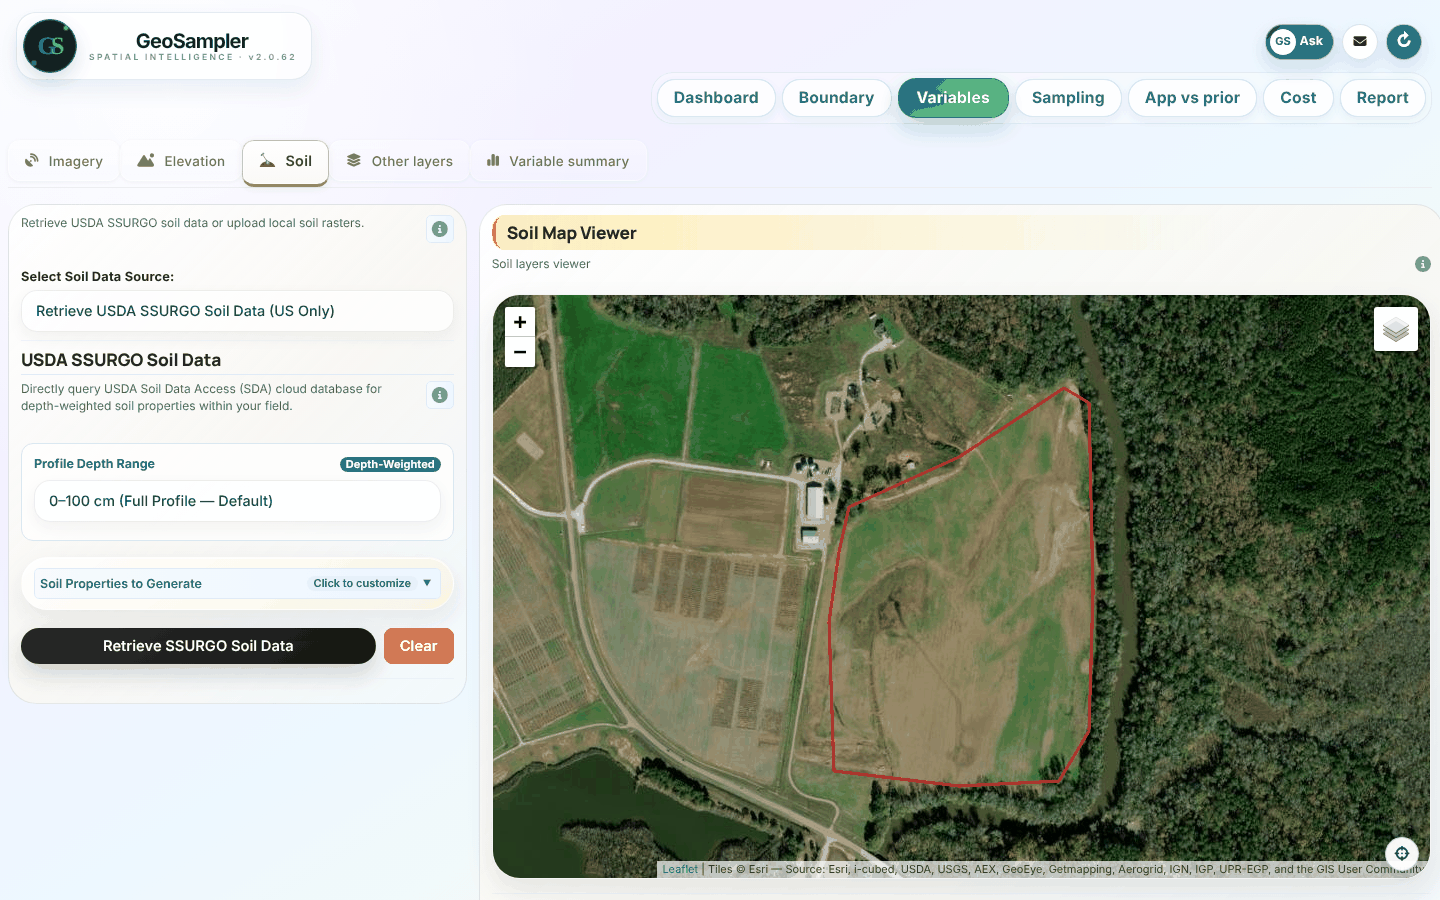 GS
GeoSampler
SPATIAL INTELLIGENCE · v2.0.62
GS Ask
Dashboard
Boundary
Variables
Sampling
App vs prior
Cost
Report
Imagery
Elevation
Soil
Other layers
Variable summary
Retrieve USDA SSURGO soil data or upload local soil rasters.
Select Soil Data Source:
Retrieve USDA SSURGO Soil Data (US Only)
USDA SSURGO Soil Data
Directly query USDA Soil Data Access (SDA) cloud database for
depth-weighted soil properties within your field.
Profile Depth Range
Depth-Weighted
0–100 cm (Full Profile — Default)
Soil Properties to Generate
Click to customize ▼
Retrieve SSURGO Soil Data
Clear
Soil Map Viewer
Soil layers viewer
+
−
Leaflet | Tiles © Esri — Source: Esri, i-cubed, USDA, USGS, AEX, GeoEye, Getmapping, Aerogrid, IGN, IGP, UPR-EGP, and the GIS User Community